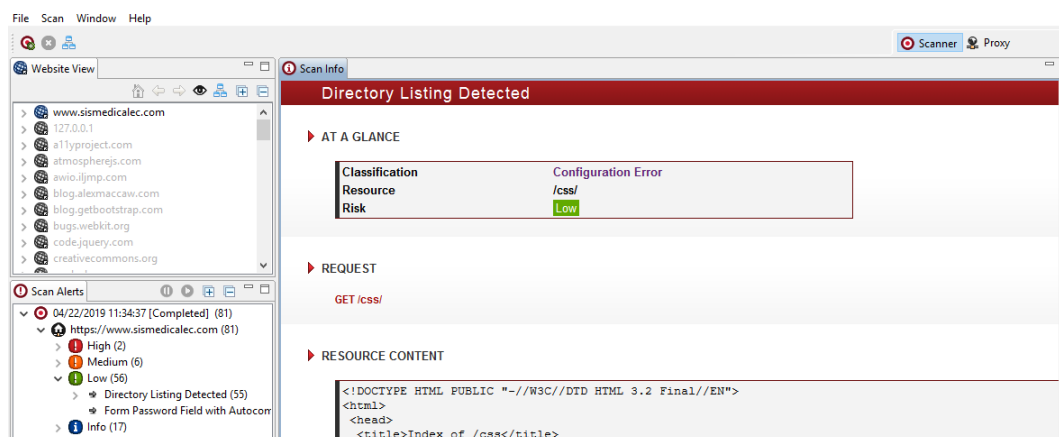 File Scan Window Help
Scanner Proxy
Website View
www.sismedicalec.com
127.0.0.1
a11yproject.com
atmospherejs.com
awio.iljmp.com
blog.alexmaccaw.com
blog.getbootstrap.com
bugs.webkit.org
code.jquery.com
creativecommons.org
Scan Alerts
04/22/2019 11:34:37 [Completed] (81)
https://www.sismedicalec.com (81)
High (2)
Medium (6)
Low (56)
Directory Listing Detected (55)
Form Password Field with Autocom
Info (17)
Scan Info
Directory Listing Detected
AT A GLANCE
Classification Configuration Error
Resource /css/
Risk Low
REQUEST
GET /css/
RESOURCE CONTENT
<!DOCTYPE HTML PUBLIC "-//W3C//DTD HTML 3.2 Final//EN">
<html>
<head>
<title>Index of /css</title>